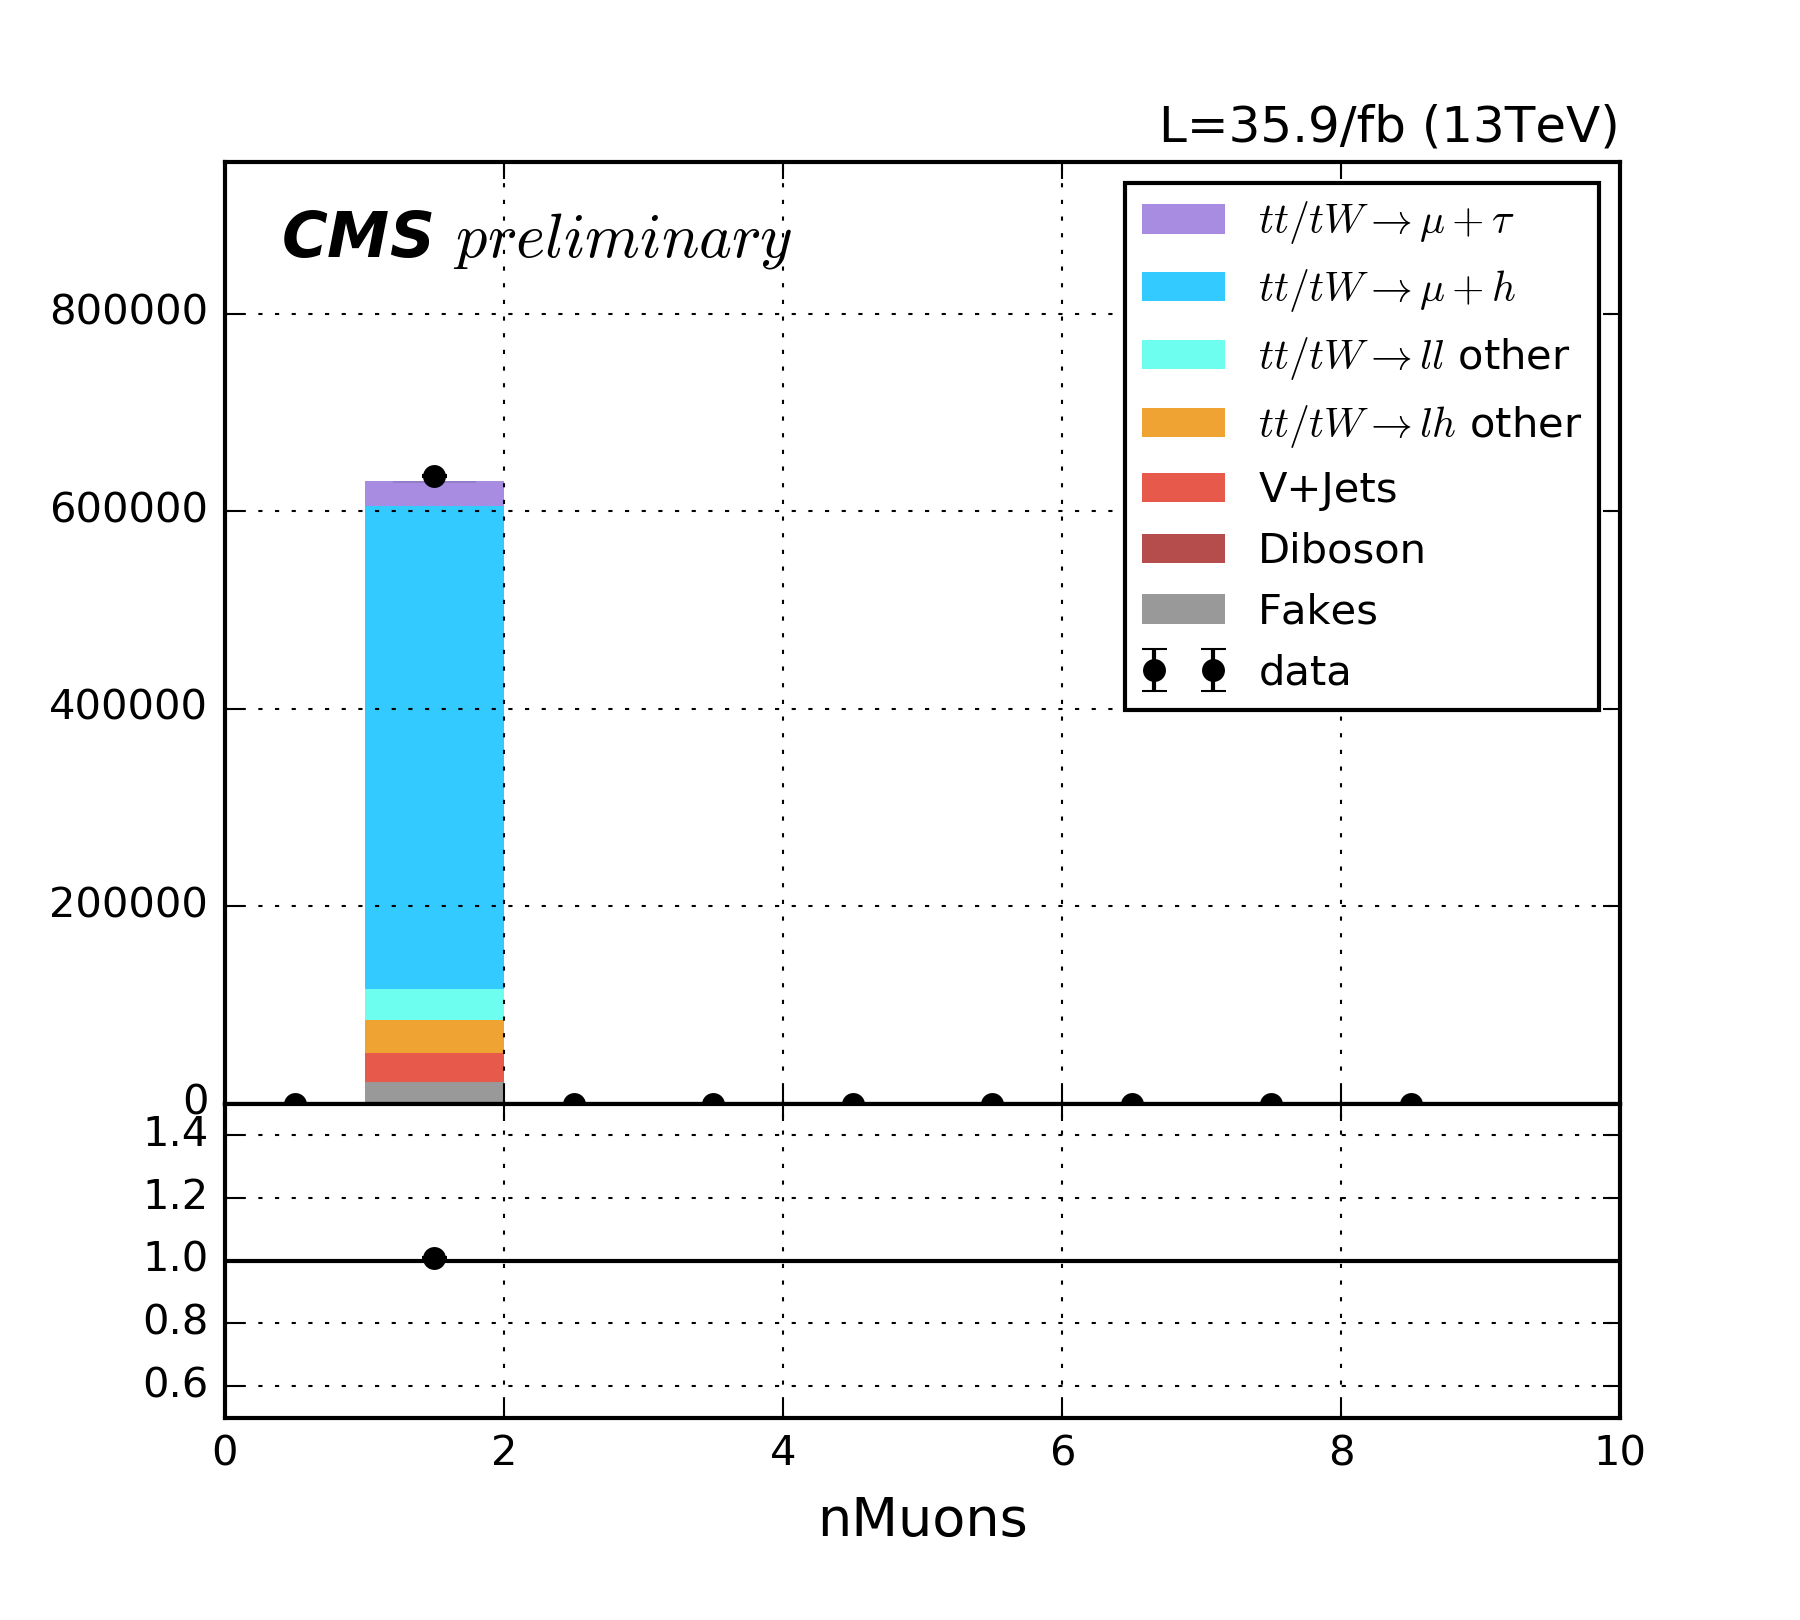 L=35.9/fb (13TeV)
CMS preliminary
tt/tW→μ+τ
tt/tW→μ+h
tt/tW→ll other
tt/tW→lh other
V+Jets
Diboson
Fakes
data
800000
600000
400000
200000
0
1.4
1.2
1.0
0.8
0.6
0 2 4 6 8 10
nMuons